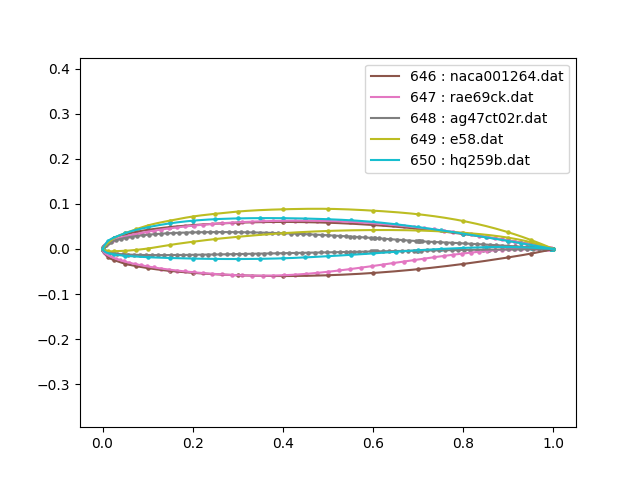 0.4
0.3
0.2
0.1
0.0
−0.1
−0.2
−0.3
0.0 0.2 0.4 0.6 0.8 1.0
646 : naca001264.dat
647 : rae69ck.dat
648 : ag47ct02r.dat
649 : e58.dat
650 : hq259b.dat